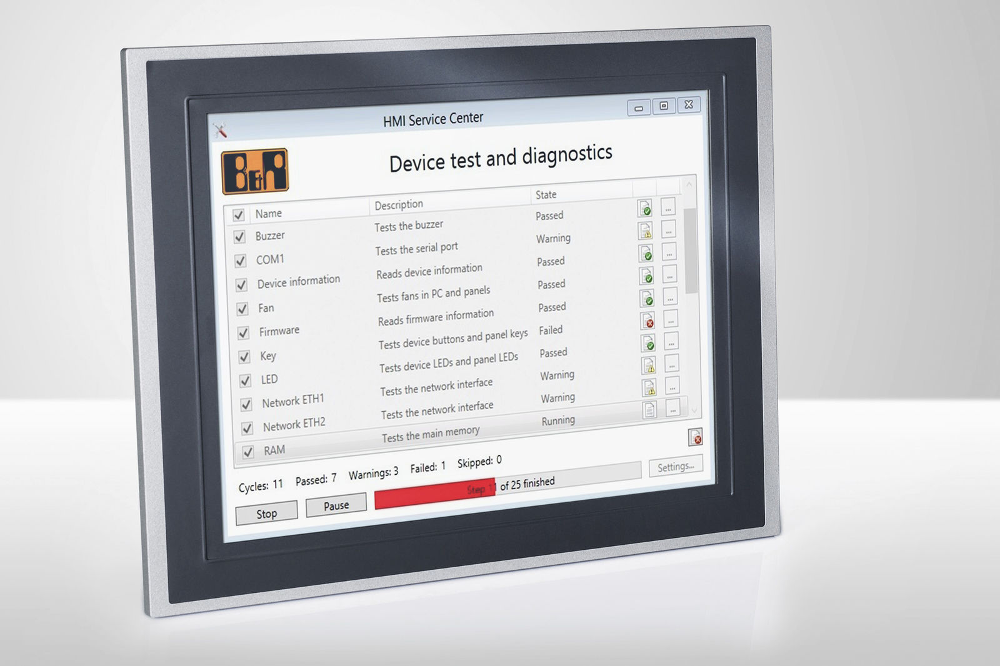 HMI Service Center
B&R
Device test and diagnostics
Name Description State
Buzzer Tests the buzzer Passed
COM1 Tests the serial port Warning
Device information Reads device information Passed
Fan Tests fans in PC and panels Passed
Firmware Reads firmware information Passed
Key Tests device buttons and panel keys Failed
LED Tests device LEDs and panel LEDs Passed
Network ETH1 Tests the network interface Warning
Network ETH2 Tests the network interface Warning
RAM Tests the main memory Running
Cycles: 11 Passed: 7 Warnings: 3 Failed: 1 Skipped: 0
Stop Pause Step 11 of 25 finished Settings...